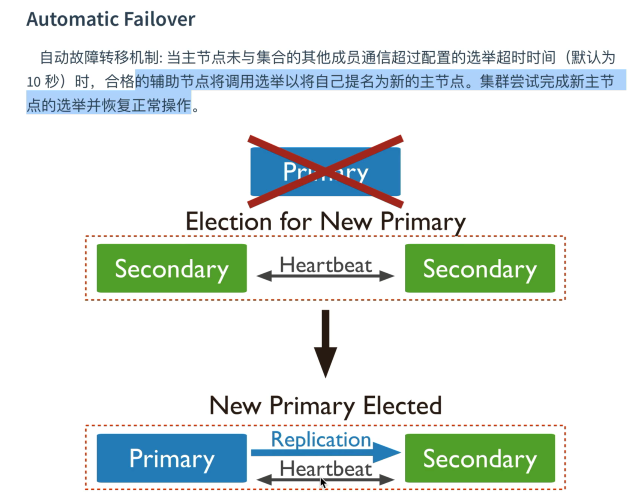 Automatic Failover
自动故障转移机制: 当主节点未与集合的其他成员通信超过配置的选举超时时间（默认为
10 秒）时，合格的辅助节点将调用选举以将自己提名为新的主节点。集群尝试完成新主节
点的选举并恢复正常操作。
Primary
Election for New Primary
Secondary
Heartbeat
Secondary
New Primary Elected
Primary
Replication
Heartbeat
Secondary